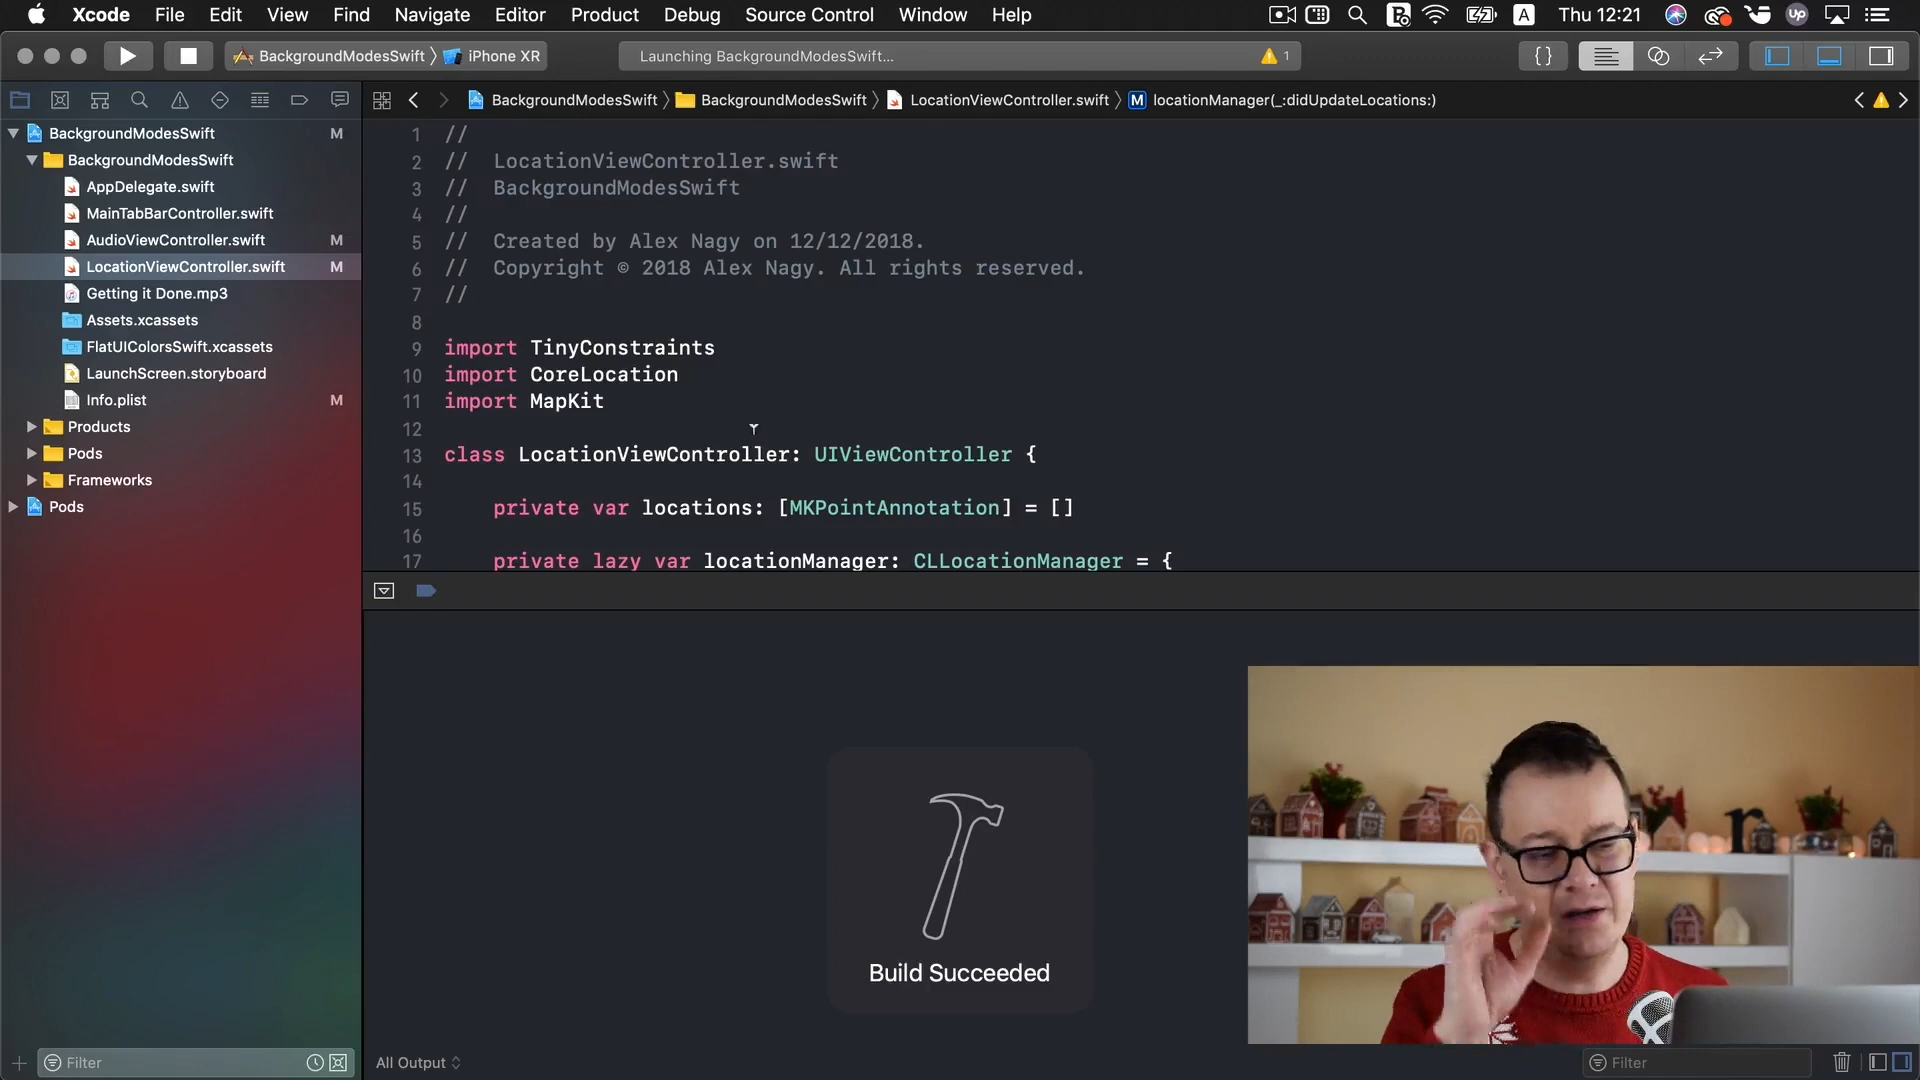 Xcode File Edit View Find Navigate Editor Product Debug Source Control Window Help A Up Thu 12:21
BackgroundModesSwift iPhone XR
Launching BackgroundModesSwift...
1
{}
BackgroundModesSwift BackgroundModesSwift LocationViewController.swift M locationManager(_:didUpdateLocations:)
BackgroundModesSwift M
BackgroundModesSwift
AppDelegate.swift
MainTabBarController.swift
AudioViewController.swift M
LocationViewController.swift M
Getting it Done.mp3
Assets.xcassets
FlatUIColorsSwift.xcassets
LaunchScreen.storyboard
Info.plist M
Products
Pods
Frameworks
Pods
Filter
1 //
2 // LocationViewController.swift
3 // BackgroundModesSwift
4 //
5 // Created by Alex Nagy on 12/12/2018.
6 // Copyright © 2018 Alex Nagy. All rights reserved.
7 //
8
9 import TinyConstraints
10 import CoreLocation
11 import MapKit
12
13 class LocationViewController: UIViewController {
14
15 private var locations: [MKPointAnnotation] = []
16
17 private lazy var locationManager: CLLocationManager = {
Build Succeeded
r
All Output
Filter